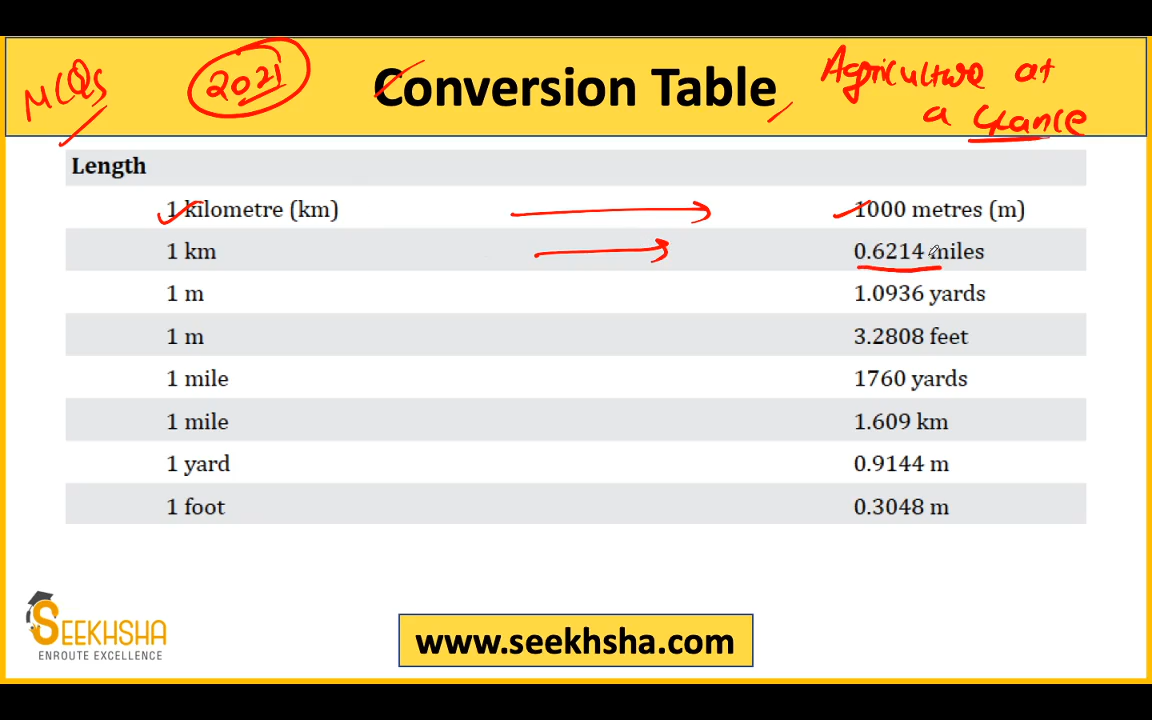 MCQs
2021
Conversion Table
Agriculture at
a Glance
Length
1 kilometre (km) 1000 metres (m)
1 km 0.6214 miles
1 m 1.0936 yards
1 m 3.2808 feet
1 mile 1760 yards
1 mile 1.609 km
1 yard 0.9144 m
1 foot 0.3048 m
SEEKHSHA
ENROUTE EXCELLENCE
www.seekhsha.com